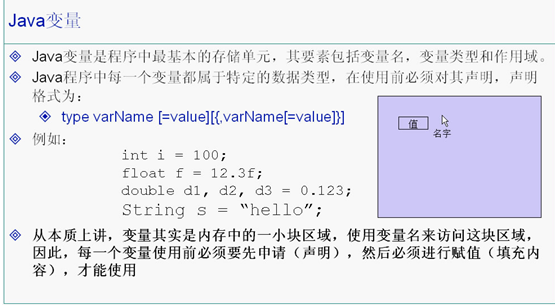 Java变量
Java变量是程序中最基本的存储单元，其要素包括变量名，变量类型和作用域。
Java程序中每一个变量都属于特定的数据类型，在使用前必须对其声明，声明
格式为：
type varName [=value][{,varName[=value]}]
例如：
int i = 100;
float f = 12.3f;
double d1, d2, d3 = 0.123;
String s = “hello”;
值
名字
从本质上讲，变量其实是内存中的一小块区域，使用变量名来访问这块区域，
因此，每一个变量使用前必须要先申请（声明），然后必须进行赋值（填充内
容），才能使用